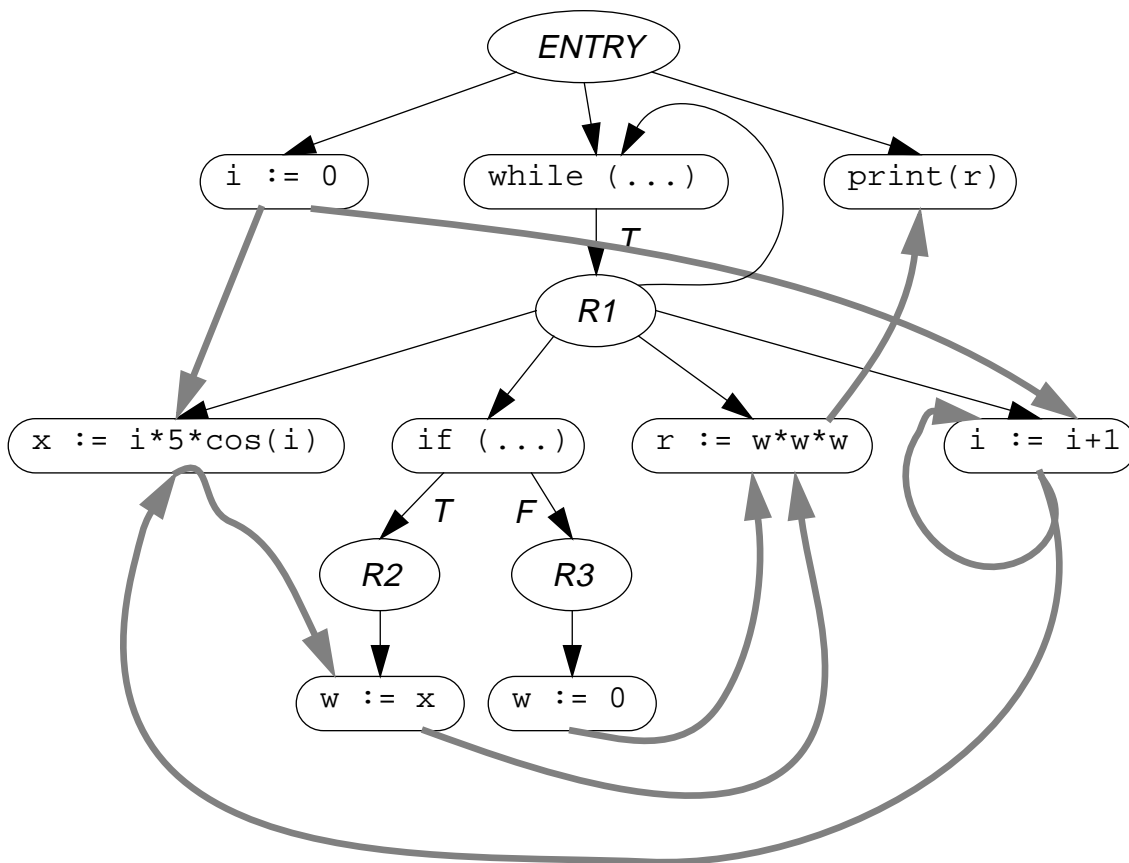 ENTRY
i := 0
while (...)
print(r)
T
R1
x := i*5*cos(i)
if (...)
r := w*w*w
i := i+1
T
F
R2
R3
w := x
w := 0